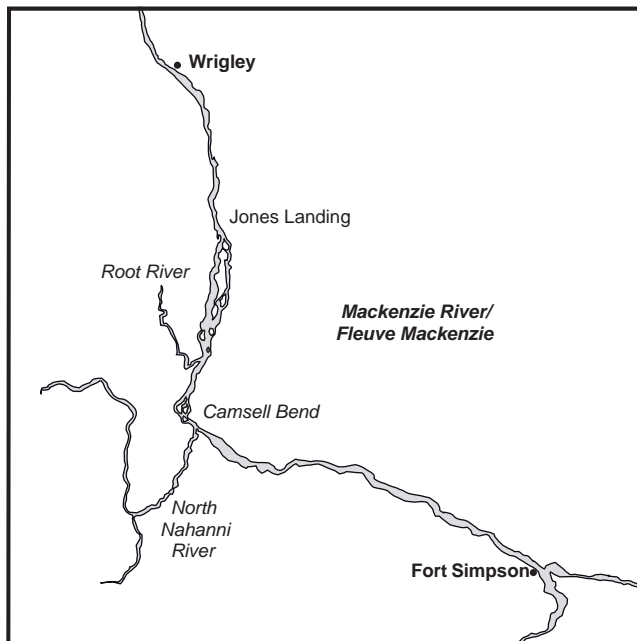 Wrigley
Jones Landing
Root River
Mackenzie River/
Fleuve Mackenzie
Camsell Bend
North
Nahanni
River
Fort Simpson